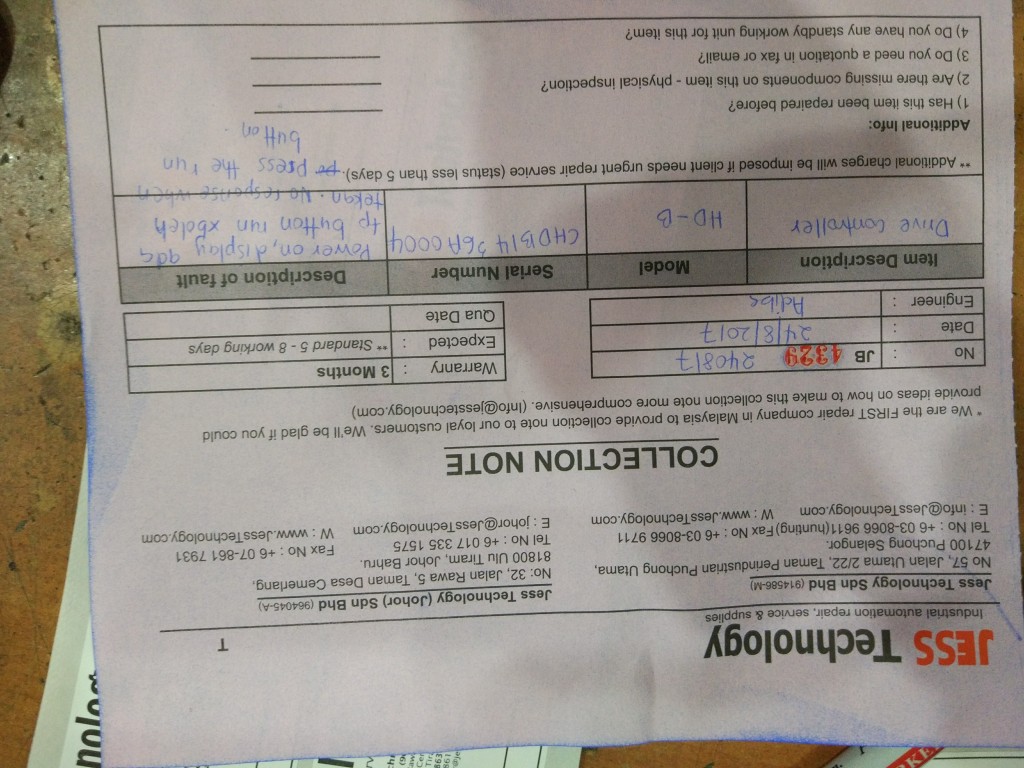 JESS Technology
Industrial automation repair, service & supplies
T
Jess Technology Sdn Bhd (914586-M)
No 57, Jalan Utama 2/22, Taman Perindustrian Puchong Utama,
47100 Puchong Selangor.
Tel No : +6 03-8066 9611(hunting) Fax No : +6 03-8066 9711
E : info@JessTechnology.com W : www.JessTechnology.com
Jess Technology (Johor) Sdn Bhd (964045-A)
No: 32, Jalan Rawa 5, Taman Desa Cemerlang,
81800 Ulu Tiram, Johor Bahru.
Tel No : +6 017 335 1575 Fax No : +6 07-861 7931
E : johor@JessTechnology.com W : www.JessTechnology.com
COLLECTION NOTE
* We are the FIRST repair company in Malaysia to provide collection note to our loyal customers. We'll be glad if you could
provide ideas on how to make this collection note more comprehensive. (Info@jesstechnology.com)
No : JB 4329 240817
Date : 24/8/2017
Engineer : Adibs
Warranry : 3 Months
Expected : ** Standard 5 - 8 working days
Qua Date
Item Description Model Serial Number Description of fault
Drive controller HD-B CHDB1436A0004 Power on, display ada
tp button run xboleh
tekan. No response when
press the run
button.
** Additional charges will be imposed if client needs urgent repair service (status less than 5 days).
Additional Info:
1) Has this item been repaired before?
2) Are there missing components on this item - physical inspection?
3) Do you need a quotation in fax or email?
4) Do you have any standby working unit for this item?